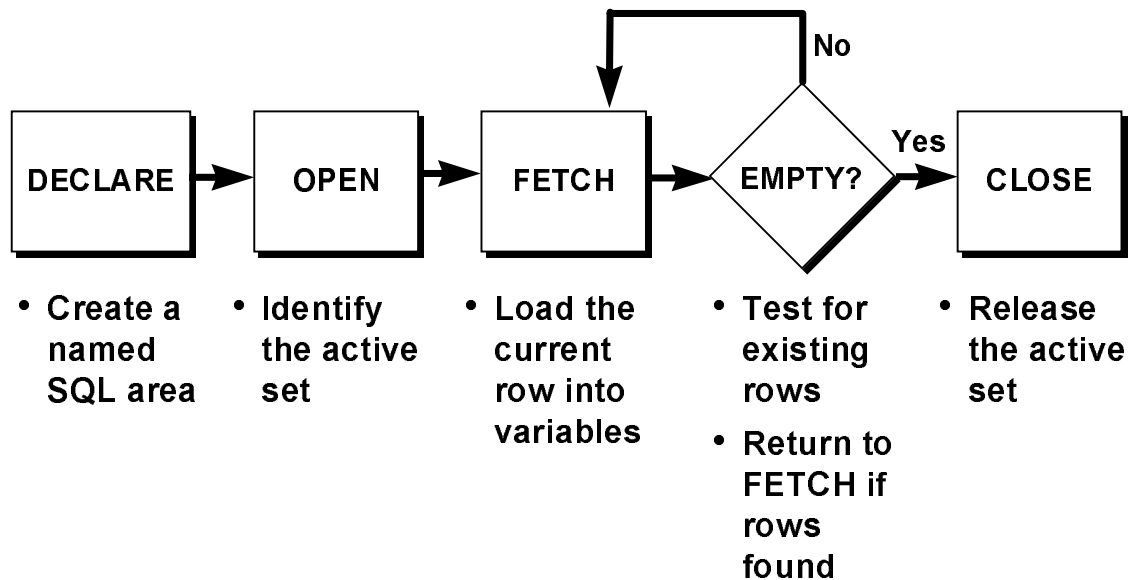 No
DECLARE
OPEN
FETCH
EMPTY?
Yes
CLOSE
• Create a
named
SQL area
• Identify
the active
set
• Load the
current
row into
variables
• Test for
existing
rows
• Return to
FETCH if
rows
found
• Release
the active
set